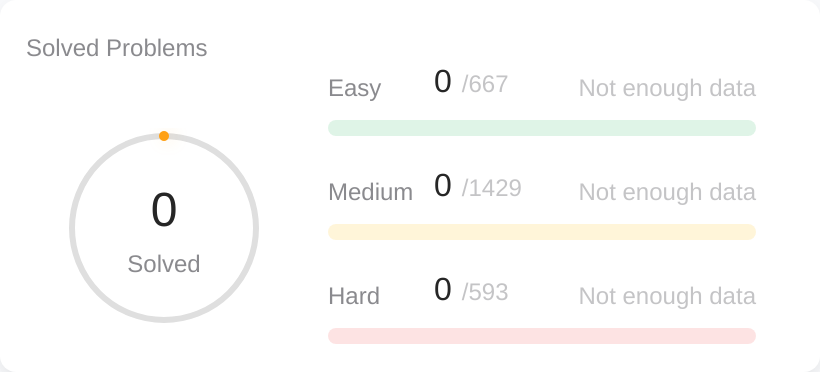 Solved Problems
0
Solved
Easy 0 /667 Not enough data
Medium 0 /1429 Not enough data
Hard 0 /593 Not enough data